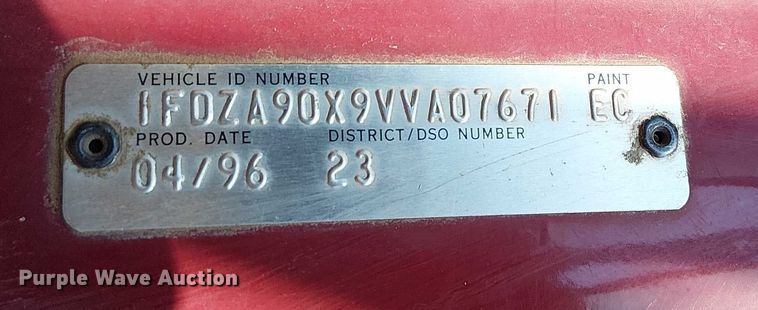 VEHICLE ID NUMBER PAINT
1FDZA90X9VVA07671 EC
PROD. DATE DISTRICT/DSO NUMBER
04/96 23
Purple Wave Auction